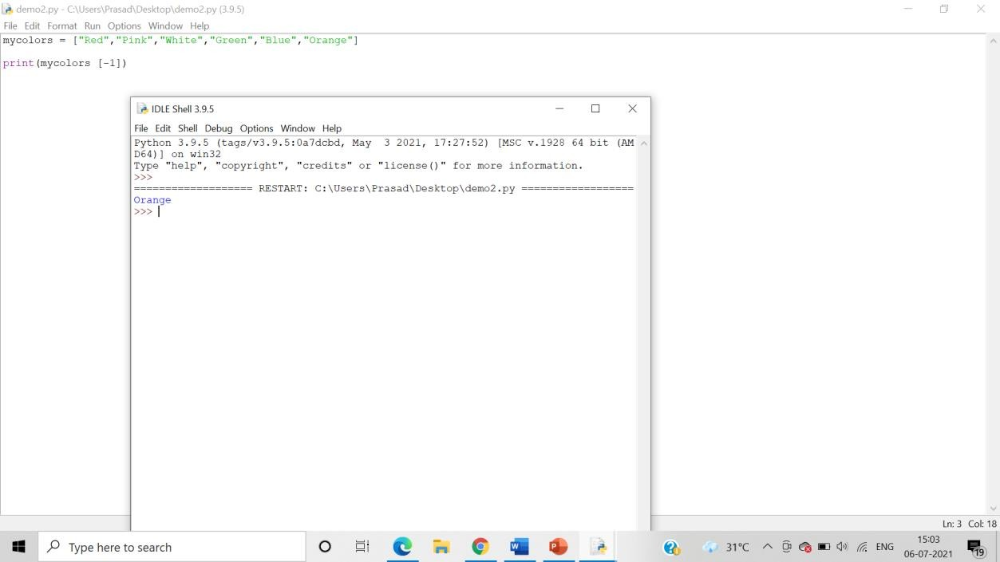 demo2.py - C:\Users\Prasad\Desktop\demo2.py (3.9.5)
File Edit Format Run Options Window Help
mycolors = ["Red","Pink","White","Green","Blue","Orange"]
print(mycolors [-1])
IDLE Shell 3.9.5
File Edit Shell Debug Options Window Help
Python 3.9.5 (tags/v3.9.5:0a7dcbd, May  3 2021, 17:27:52) [MSC v.1928 64 bit (AM
D64)] on win32
Type "help", "copyright", "credits" or "license()" for more information.
>>>
=================== RESTART: C:\Users\Prasad\Desktop\demo2.py ==================
Orange
>>>
Ln: 3 Col: 18
Type here to search
31°C
ENG
15:03
06-07-2021
19